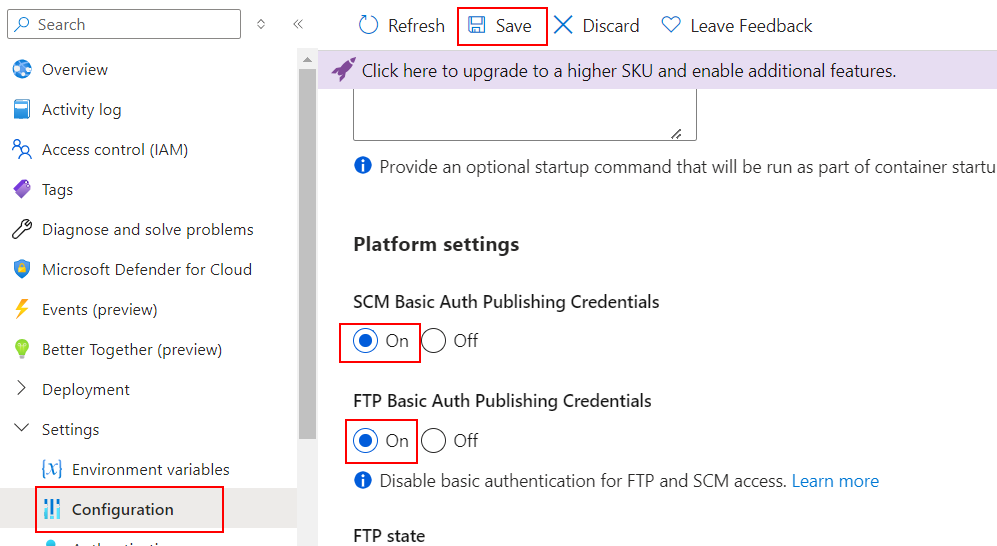 Search
Overview
Activity log
Access control (IAM)
Tags
Diagnose and solve problems
Microsoft Defender for Cloud
Events (preview)
Better Together (preview)
Deployment
Settings
Environment variables
Configuration
Refresh
Save
Discard
Leave Feedback
Click here to upgrade to a higher SKU and enable additional features.
Provide an optional startup command that will be run as part of container startu
Platform settings
SCM Basic Auth Publishing Credentials
On Off
FTP Basic Auth Publishing Credentials
On Off
Disable basic authentication for FTP and SCM access. Learn more
FTP state